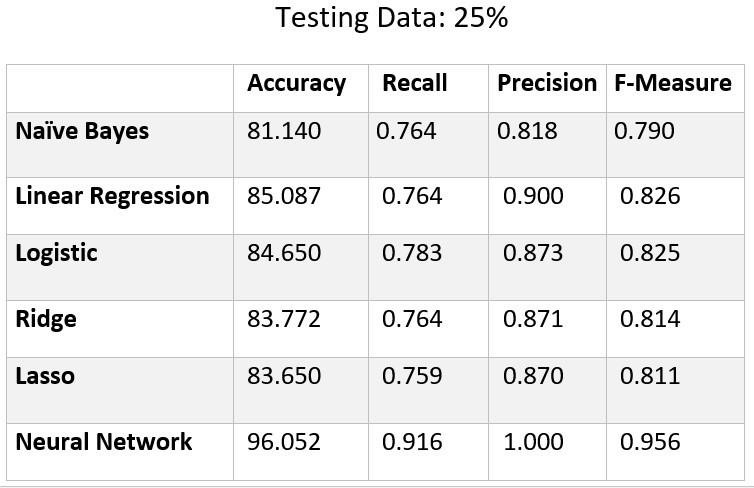 Testing Data: 25%
Accuracy Recall Precision F-Measure
Naïve Bayes 81.140 0.764 0.818 0.790
Linear Regression 85.087 0.764 0.900 0.826
Logistic 84.650 0.783 0.873 0.825
Ridge 83.772 0.764 0.871 0.814
Lasso 83.650 0.759 0.870 0.811
Neural Network 96.052 0.916 1.000 0.956